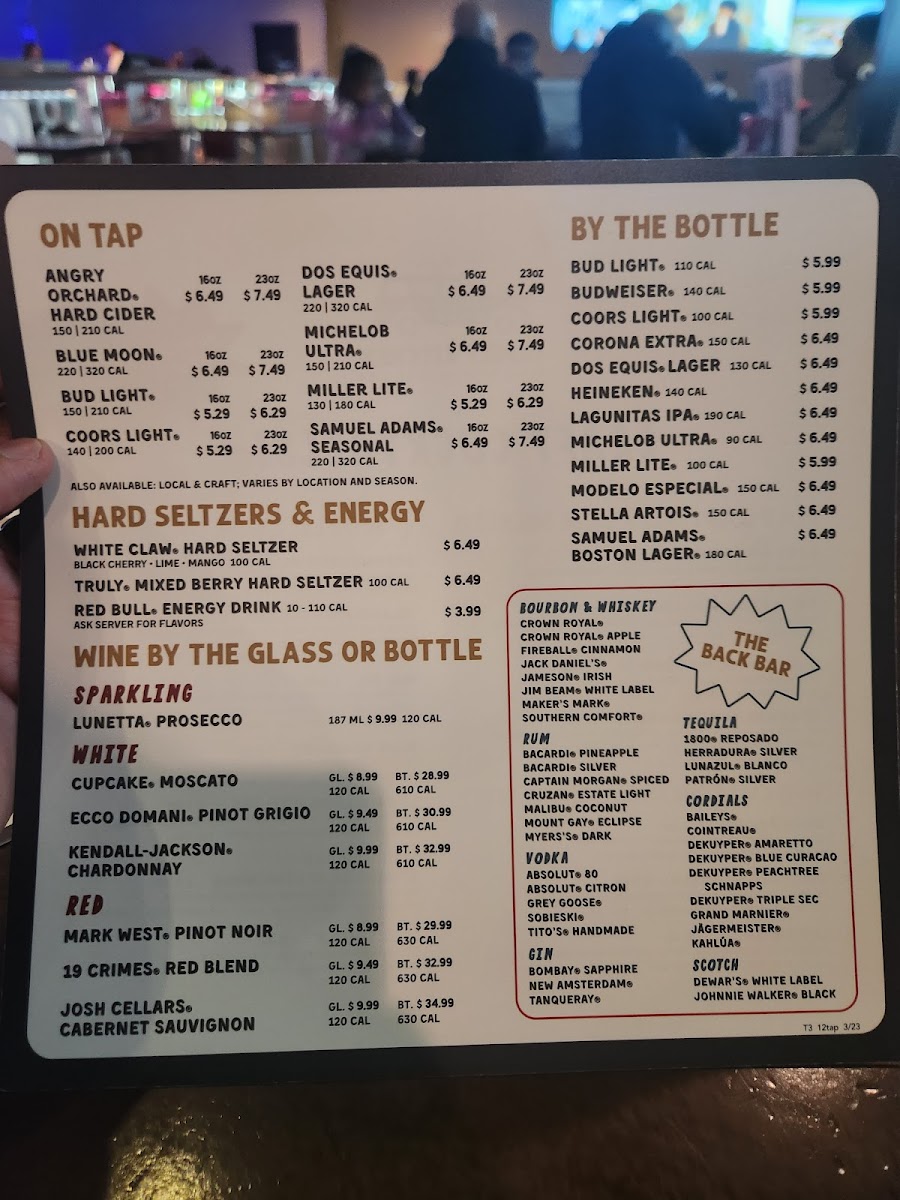 ON TAP
ANGRY ORCHARD® HARD CIDER 16oz $ 6.49 23oz $ 7.49
150 | 210 CAL
BLUE MOON® 16oz $ 6.49 23oz $ 7.49
220 | 320 CAL
BUD LIGHT® 16oz $ 5.29 23oz $ 6.29
150 | 210 CAL
COORS LIGHT® 16oz $ 5.29 23oz $ 6.29
140 | 200 CAL
DOS EQUIS® LAGER 16oz $ 6.49 23oz $ 7.49
220 | 320 CAL
MICHELOB ULTRA® 16oz $ 6.49 23oz $ 7.49
150 | 210 CAL
MILLER LITE® 16oz $ 5.29 23oz $ 6.29
130 | 180 CAL
SAMUEL ADAMS® SEASONAL 16oz $ 6.49 23oz $ 7.49
220 | 320 CAL
ALSO AVAILABLE: LOCAL & CRAFT; VARIES BY LOCATION AND SEASON.
HARD SELTZERS & ENERGY
WHITE CLAW® HARD SELTZER $ 6.49
BLACK CHERRY • LIME • MANGO 100 CAL
TRULY® MIXED BERRY HARD SELTZER 100 CAL $ 6.49
RED BULL® ENERGY DRINK 10 - 110 CAL $ 3.99
ASK SERVER FOR FLAVORS
WINE BY THE GLASS OR BOTTLE
SPARKLING
LUNETTA® PROSECCO 187 ML $ 9.99 120 CAL
WHITE
CUPCAKE® MOSCATO GL. $ 8.99 BT. $ 28.99
120 CAL 610 CAL
ECCO DOMANI® PINOT GRIGIO GL. $ 9.49 BT. $ 30.99
120 CAL 610 CAL
KENDALL-JACKSON® GL. $ 9.99 BT. $ 32.99
CHARDONNAY 120 CAL 610 CAL
RED
MARK WEST® PINOT NOIR GL. $ 8.99 BT. $ 29.99
120 CAL 630 CAL
19 CRIMES® RED BLEND GL. $ 9.49 BT. $ 32.99
120 CAL 630 CAL
JOSH CELLARS® GL. $ 9.99 BT. $ 34.99
CABERNET SAUVIGNON 120 CAL 630 CAL
BY THE BOTTLE
BUD LIGHT® 110 CAL $ 5.99
BUDWEISER® 140 CAL $ 5.99
COORS LIGHT® 100 CAL $ 5.99
CORONA EXTRA® 150 CAL $ 6.49
DOS EQUIS® LAGER 130 CAL $ 6.49
HEINEKEN® 140 CAL $ 6.49
LAGUNITAS IPA® 190 CAL $ 6.49
MICHELOB ULTRA® 90 CAL $ 6.49
MILLER LITE® 100 CAL $ 5.99
MODELO ESPECIAL® 150 CAL $ 6.49
STELLA ARTOIS® 150 CAL $ 6.49
SAMUEL ADAMS® $ 6.49
BOSTON LAGER® 180 CAL
THE
BACK BAR
BOURBON & WHISKEY
CROWN ROYAL®
CROWN ROYAL® APPLE
FIREBALL® CINNAMON
JACK DANIEL'S®
JAMESON® IRISH
JIM BEAM® WHITE LABEL
MAKER'S MARK®
SOUTHERN COMFORT®
RUM
BACARDI® PINEAPPLE
BACARDI® SILVER
CAPTAIN MORGAN® SPICED
CRUZAN® ESTATE LIGHT
MALIBU® COCONUT
MOUNT GAY® ECLIPSE
MYERS'S® DARK
VODKA
ABSOLUT® 80
ABSOLUT® CITRON
GREY GOOSE®
SOBIESKI®
TITO'S® HANDMADE
GIN
BOMBAY® SAPPHIRE
NEW AMSTERDAM®
TANQUERAY®
TEQUILA
1800® REPOSADO
HERRADURA® SILVER
LUNAZUL® BLANCO
PATRÓN® SILVER
CORDIALS
BAILEYS®
COINTREAU®
DEKUYPER® AMARETTO
DEKUYPER® BLUE CURACAO
DEKUYPER® PEACHTREE
SCHNAPPS
DEKUYPER® TRIPLE SEC
GRAND MARNIER®
JÄGERMEISTER®
KAHLÚA®
SCOTCH
DEWAR'S® WHITE LABEL
JOHNNIE WALKER® BLACK
T3 12tap 3/23